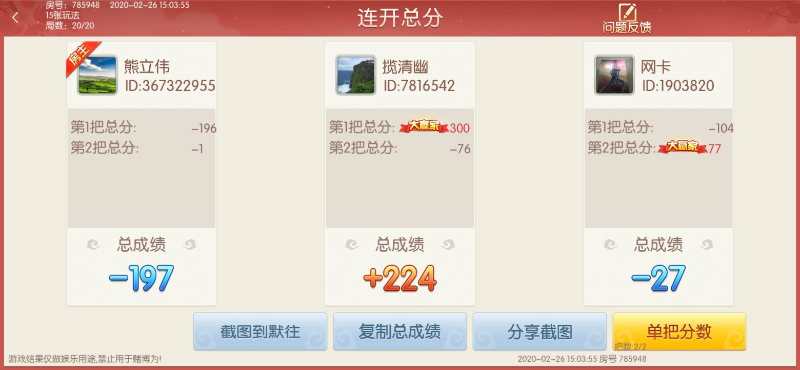 房号：785948 2020-02-26 15:03:55
15张玩法
局数：20/20
连开总分
问题反馈
房主
熊立伟
ID:367322955
第1把总分: -196
第2把总分: -1
总成绩
-197
揽清幽
ID:7816542
第1把总分: 大赢家 300
第2把总分: -76
总成绩
+224
网卡
ID:1903820
第1把总分: -104
第2把总分: 大赢家 77
总成绩
-27
截图到默往
复制总成绩
分享截图
单把分数
把数:2/2
游戏结果仅做娱乐用途,禁止用于赌博为!
2020-02-26 15:03:55 房号 785948